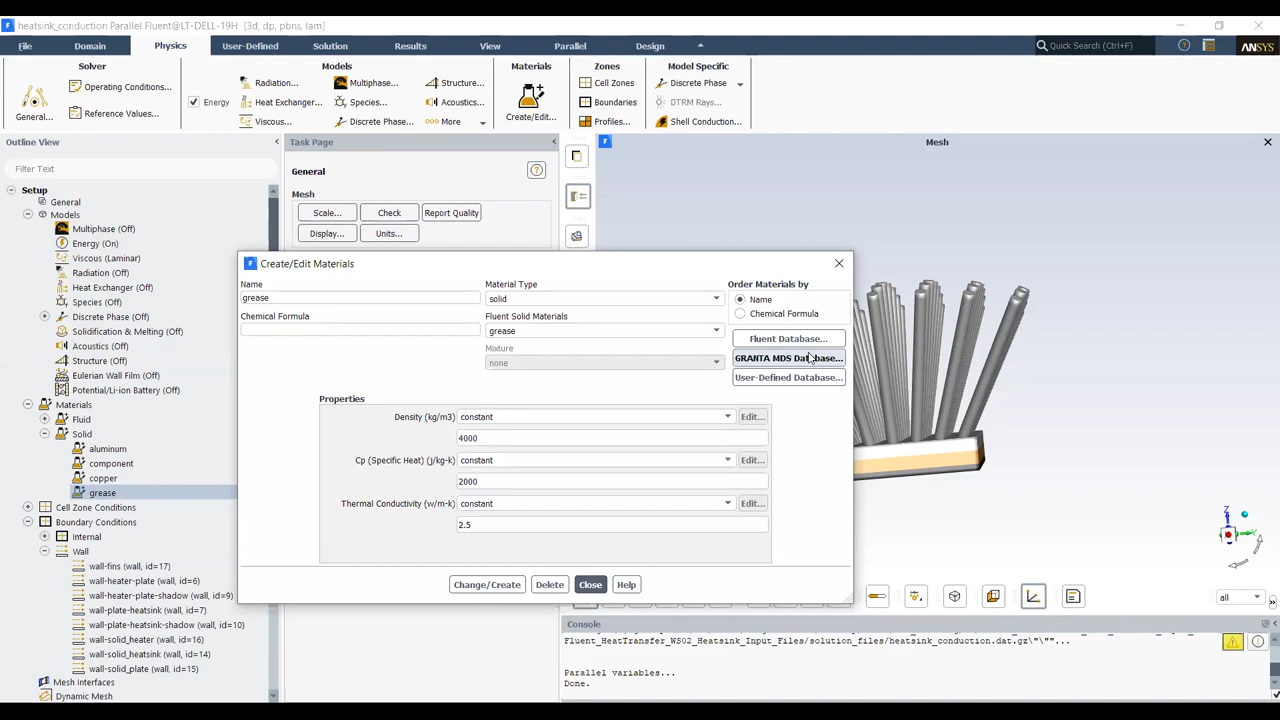 heatsink_conduction Parallel Fluent@LT-DELL-19H [3d, dp, pbns, lam]
File Domain Physics User-Defined Solution Results View Parallel Design Quick Search (Ctrl+F) ANSYS
Solver Models Materials Zones Model Specific
Operating Conditions... Radiation... Multiphase... Structure... Cell Zones Discrete Phase
General... Energy Heat Exchanger... Species... Acoustics... Create/Edit... Boundaries DTRM Rays...
Reference Values... Viscous... Discrete Phase... More Profiles... Shell Conduction...
Outline View
Filter Text
Setup
General
Models
Multiphase (Off)
Energy (On)
Viscous (Laminar)
Radiation (Off)
Heat Exchanger (Off)
Species (Off)
Discrete Phase (Off)
Solidification & Melting (Off)
Acoustics (Off)
Structure (Off)
Eulerian Wall Film (Off)
Potential/Li-ion Battery (Off)
Materials
Fluid
Solid
aluminum
component
copper
grease
Cell Zone Conditions
Boundary Conditions
Internal
Wall
wall-fins (wall, id=17)
wall-heater-plate (wall, id=6)
wall-heater-plate-shadow (wall, id=9)
wall-plate-heatsink (wall, id=7)
wall-plate-heatsink-shadow (wall, id=10)
wall-solid_heater (wall, id=16)
wall-solid_heatsink (wall, id=14)
wall-solid_plate (wall, id=15)
Mesh Interfaces
Dynamic Mesh
Task Page
General
Mesh
Scale... Check Report Quality
Display... Units...
Mesh
Create/Edit Materials
Name
grease
Chemical Formula
Material Type
solid
Fluent Solid Materials
grease
Mixture
none
Order Materials by
Name
Chemical Formula
Fluent Database...
GRANTA MDS Database...
User-Defined Database...
Properties
Density (kg/m3) constant Edit...
4000
Cp (Specific Heat) (j/kg-k) constant Edit...
2000
Thermal Conductivity (w/m-k) constant Edit...
2.5
Change/Create Delete Close Help
Z
Y
all
Console
Fluent_HeatTransfer_WS02_Heatsink_Input_Files/solution_files/heatsink_conduction.dat.gz\"\""...
Parallel variables...
Done.